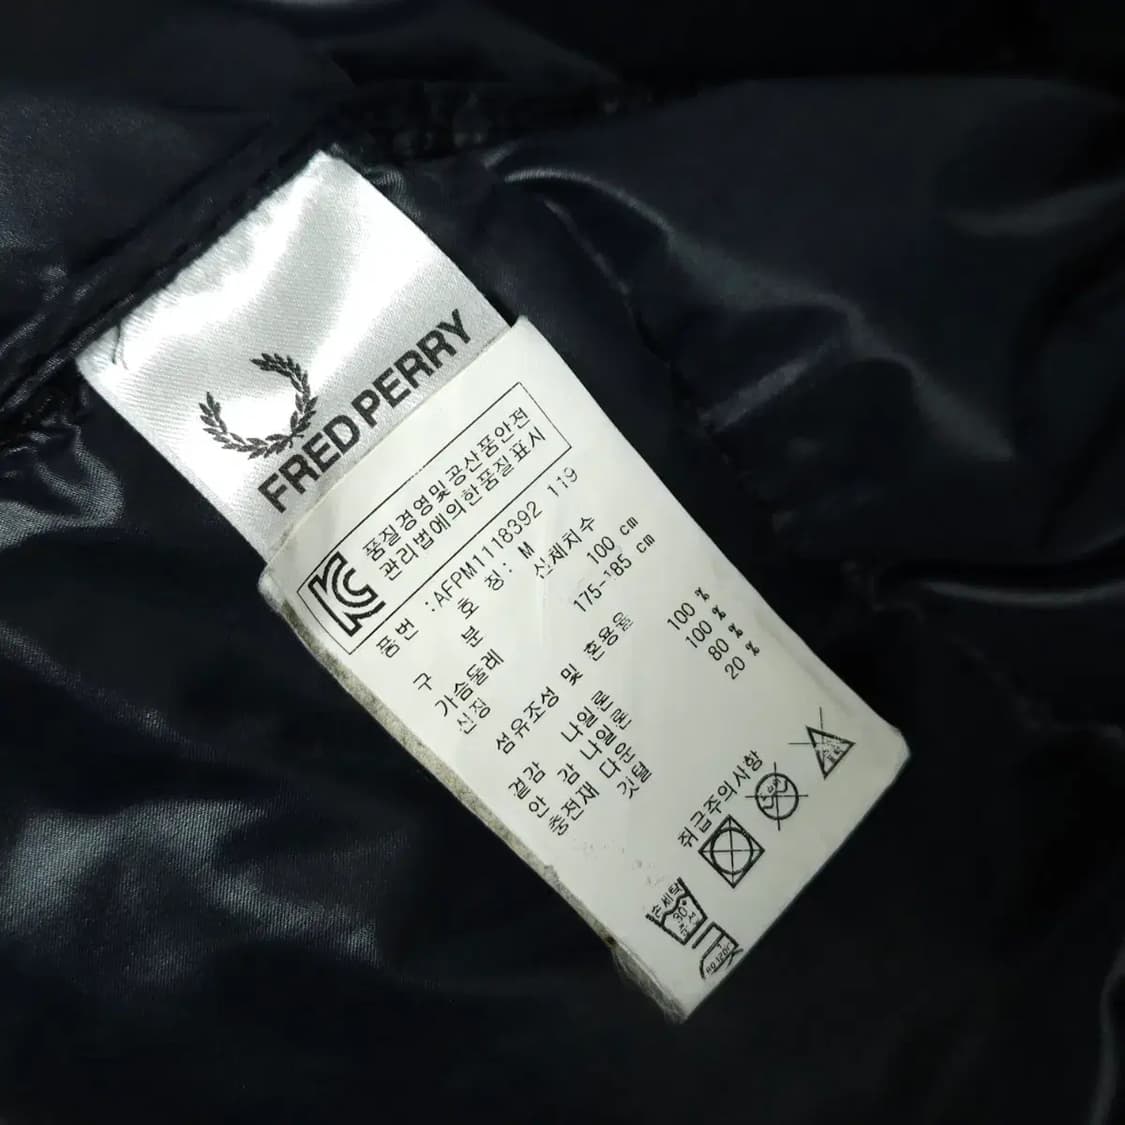 FRED PERRY
품질경영및공산품안전
관리법에의한품질표시
품번 :AFPM1118392 119
호 칭: M
구 분 신체치수
가슴둘레 100 cm
신장 175-185 cm
섬유조성 및 혼용율
겉감 나일론 100 %
안 감 나일론 100 %
충전재 다운 80 %
깃털 20 %
취급주의사항
손세탁
30°